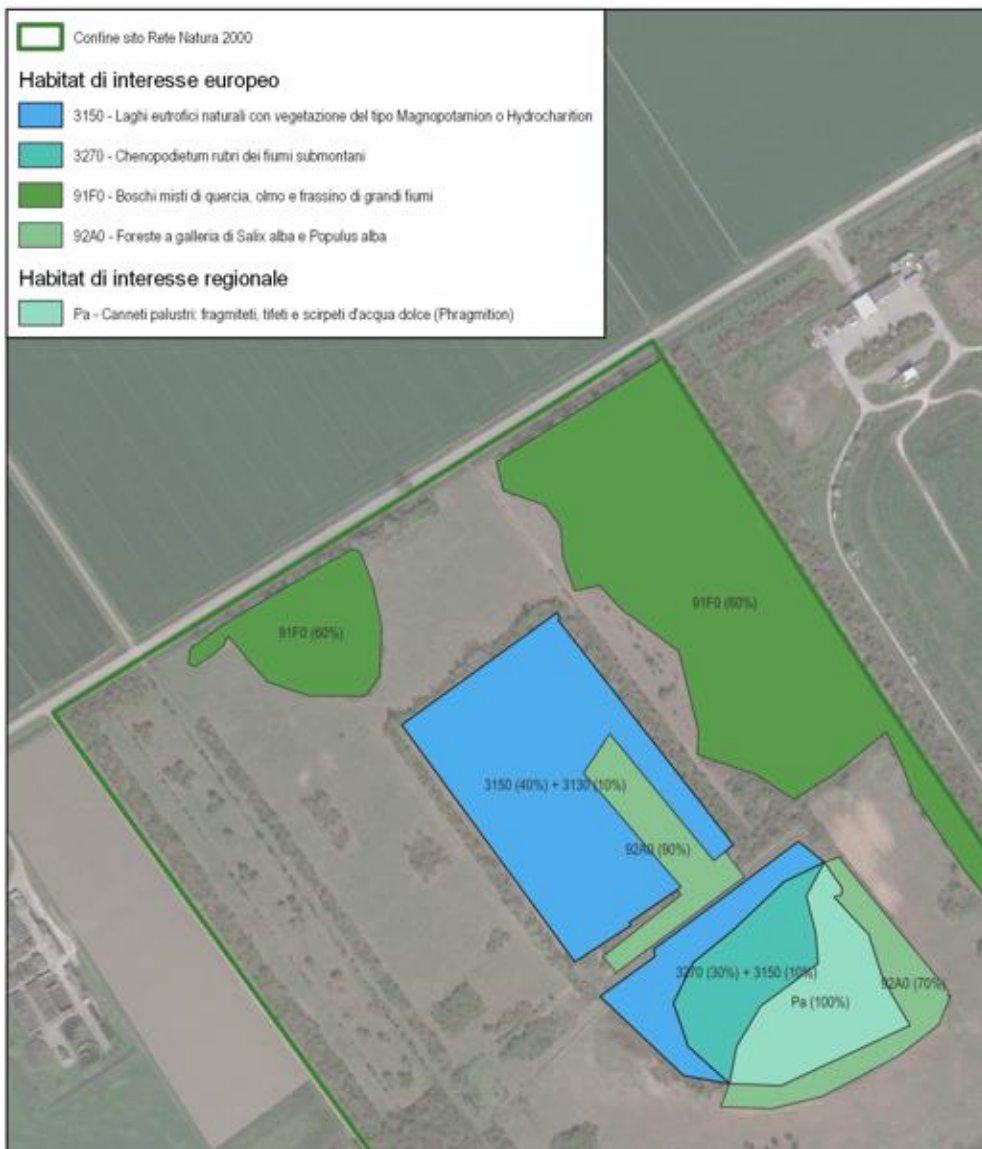 Confine sito Rete Natura 2000
Habitat di interesse europeo
3150 - Laghi eutrofici naturali con vegetazione del tipo Magnopotamion o Hydrocharition
3270 - Chenopodietum rubri dei fiumi submontani
91F0 - Boschi misti di quercia, olmo e frassino di grandi fiumi
92A0 - Foreste a galleria di Salix alba e Populus alba
Habitat di interesse regionale
Pa - Canneti palustri: fragmiteti, tifeti e scirpeti d'acqua dolce (Phragmition)
91F0 (60%)
91F0 (60%)
3150 (40%) + 3130 (10%)
92A0 (90%)
3270 (30%) + 3150 (10%)
92A0 (70%)
Pa (100%)